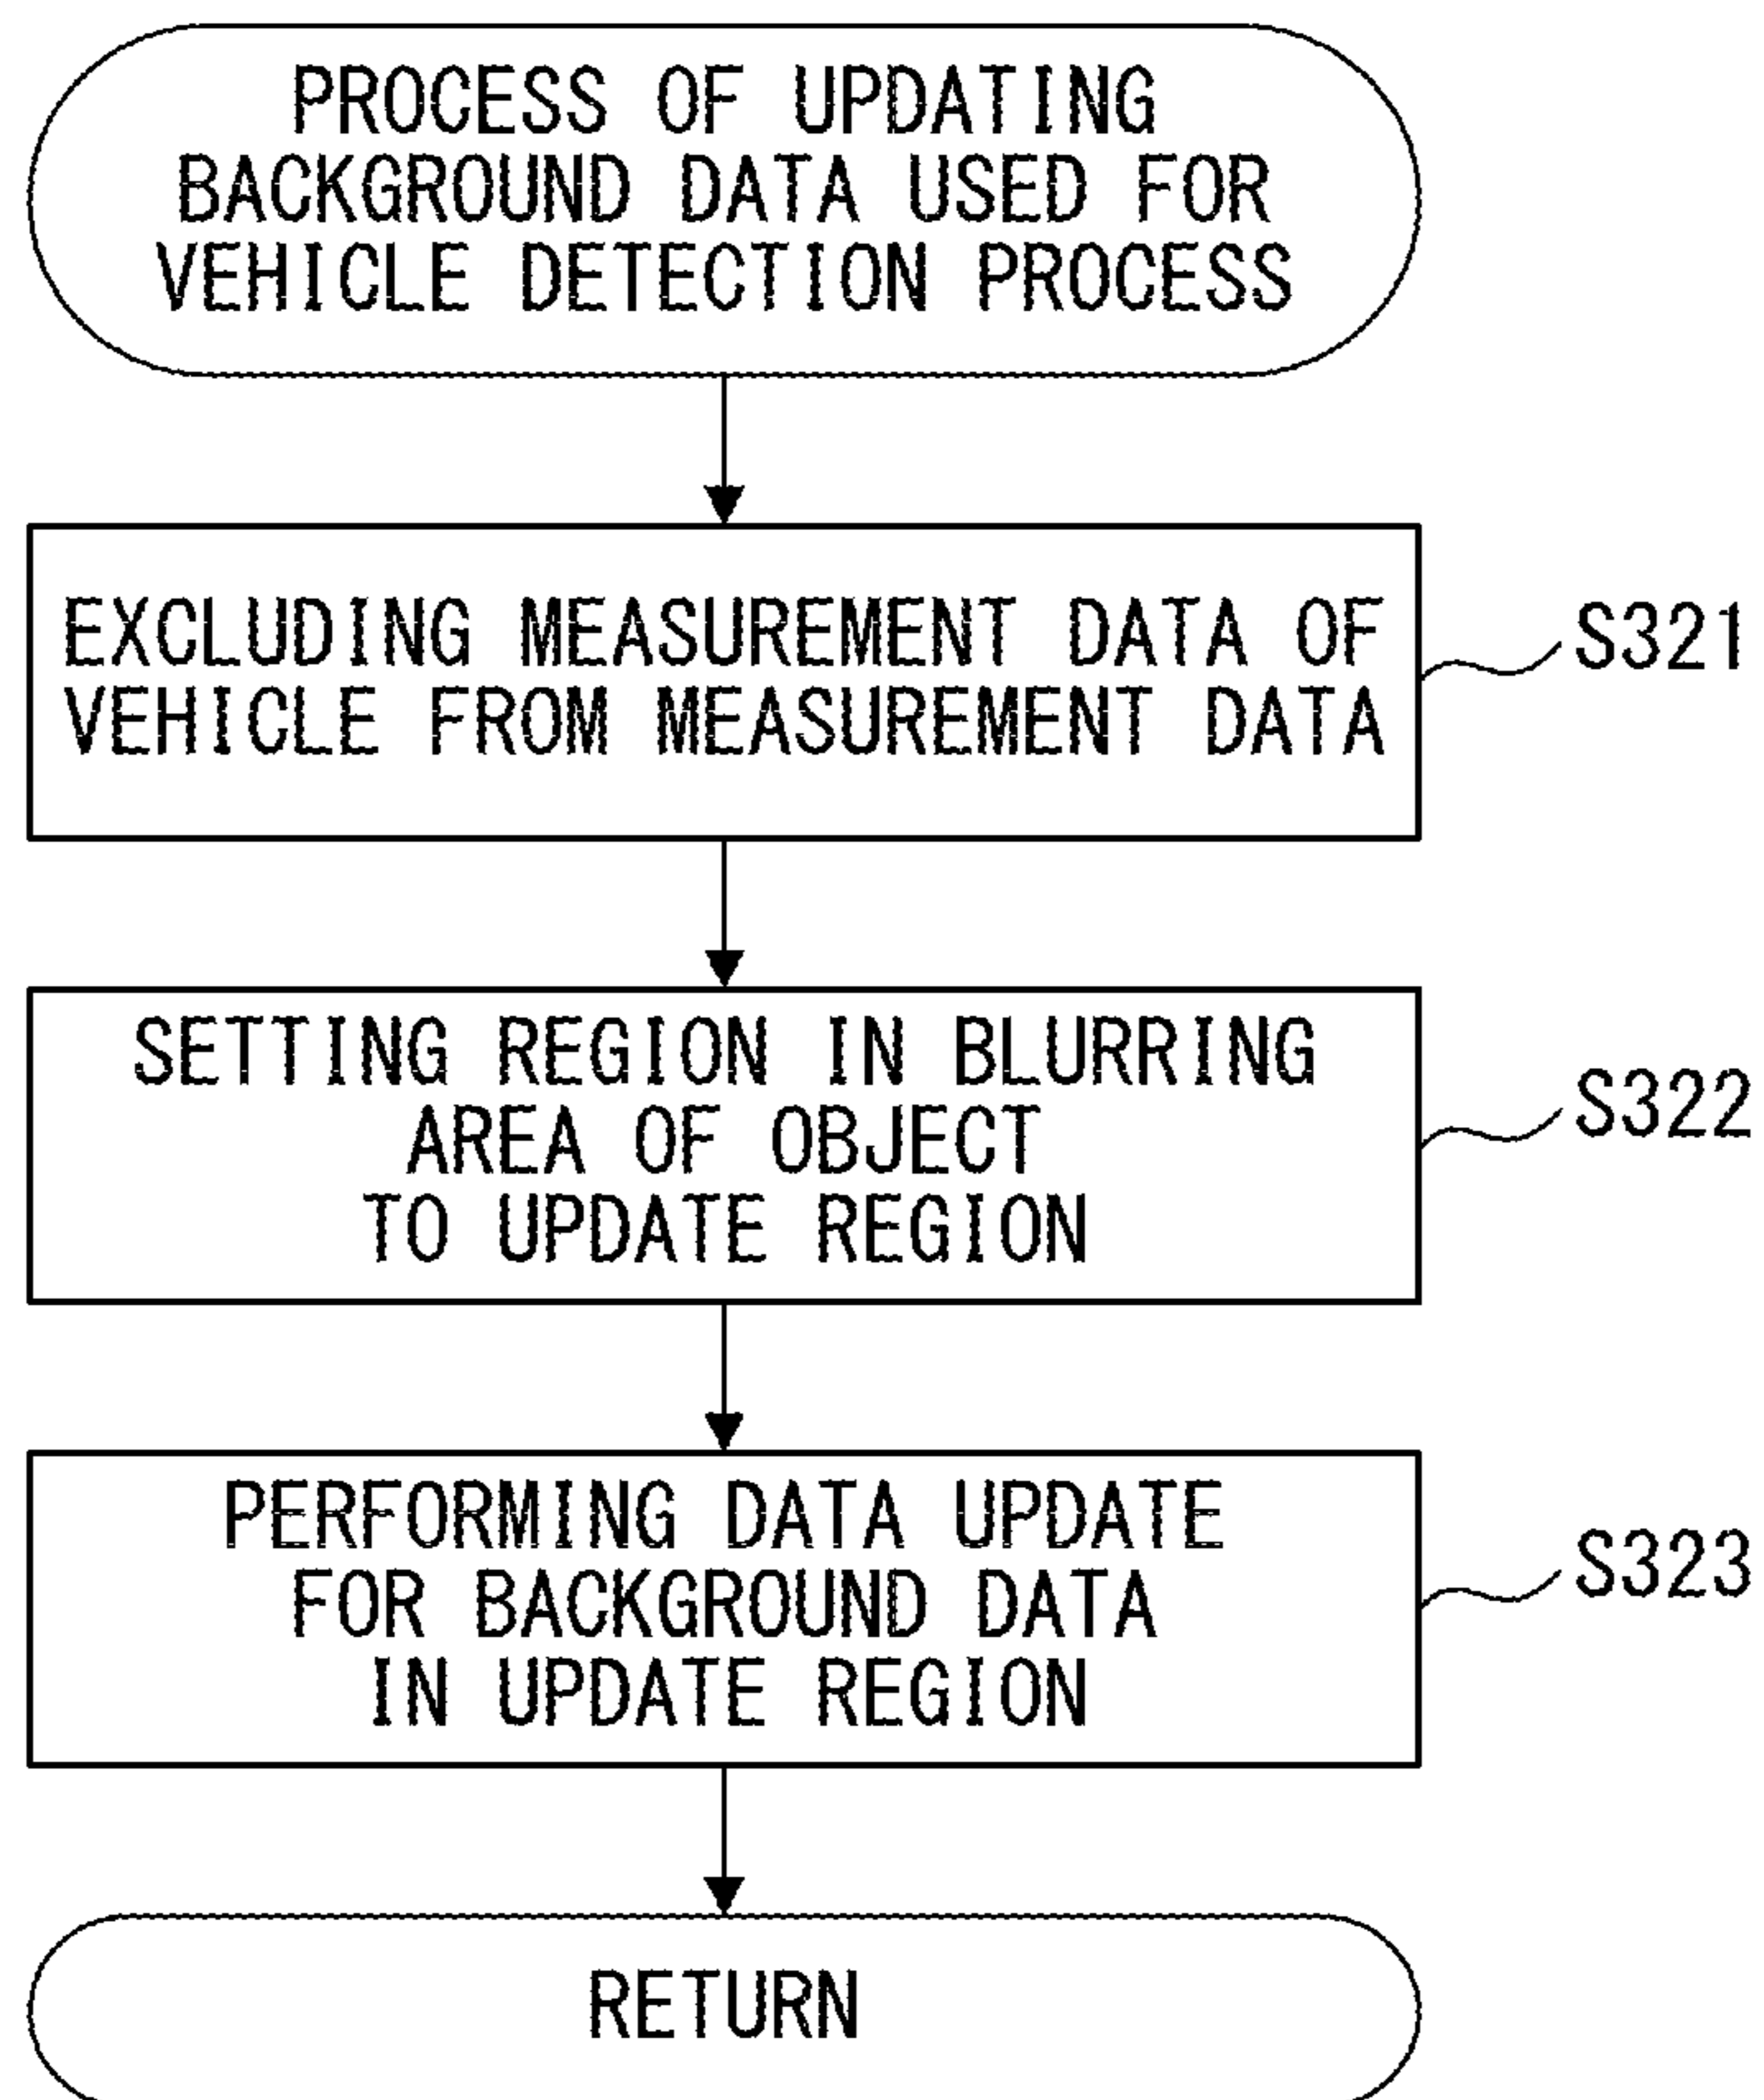 PROCESS OF UPDATING
BACKGROUND DATA USED FOR
VEHICLE DETECTION PROCESS
EXCLUDING MEASUREMENT DATA OF
VEHICLE FROM MEASUREMENT DATA
S321
SETTING REGION IN BLURRING
AREA OF OBJECT
TO UPDATE REGION
S322
PERFORMING DATA UPDATE
FOR BACKGROUND DATA
IN UPDATE REGION
S323
RETURN